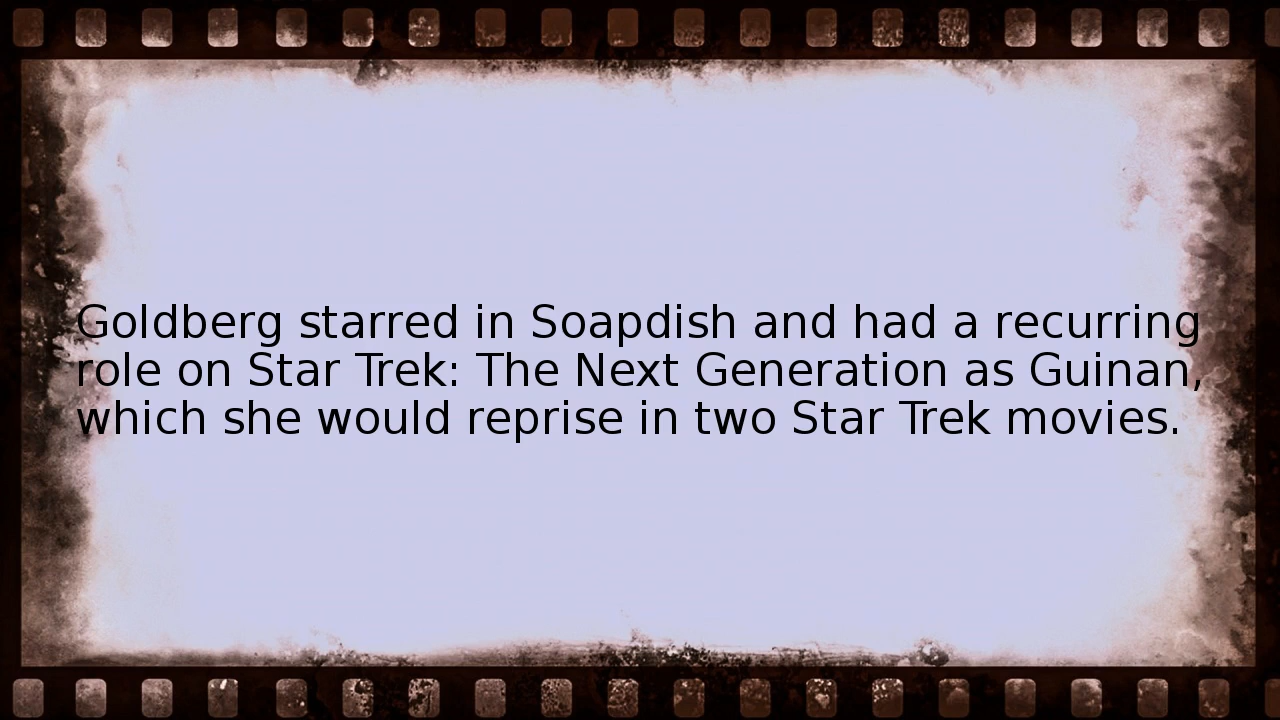 Goldberg starred in Soapdish and had a recurring
role on Star Trek: The Next Generation as Guinan,
which she would reprise in two Star Trek movies.